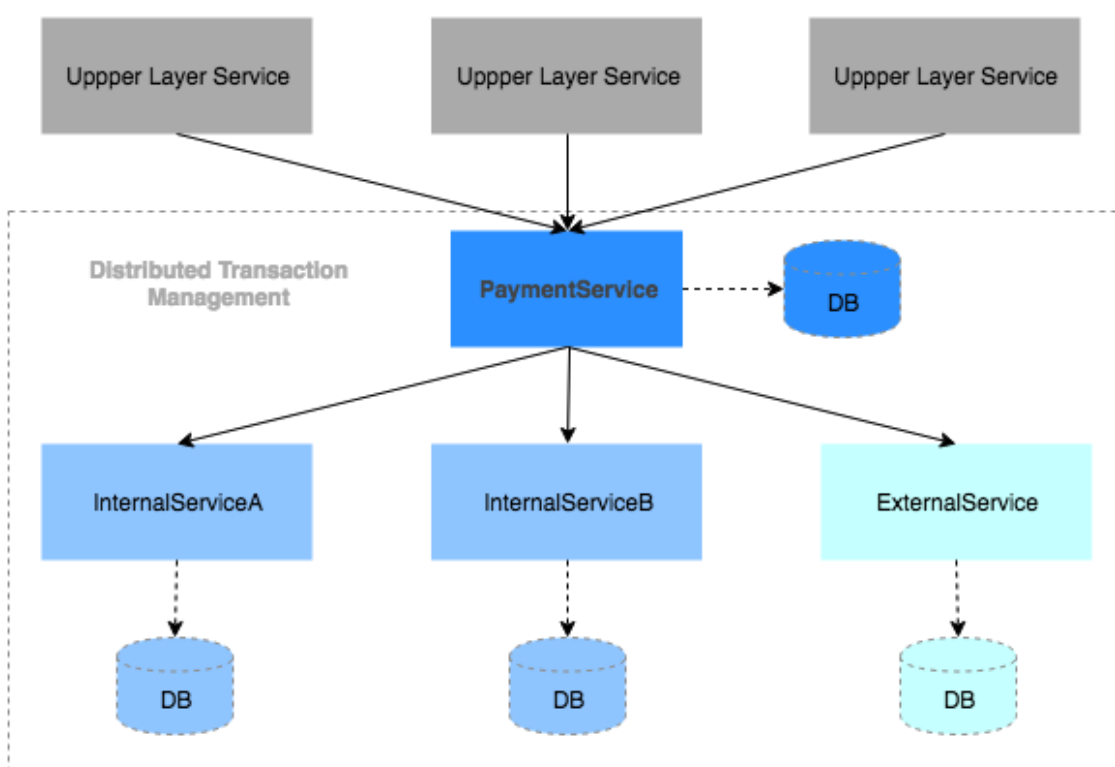 Uppper Layer Service
Uppper Layer Service
Uppper Layer Service
Distributed Transaction
Management
PaymentService
DB
InternalServiceA
InternalServiceB
ExternalService
DB
DB
DB